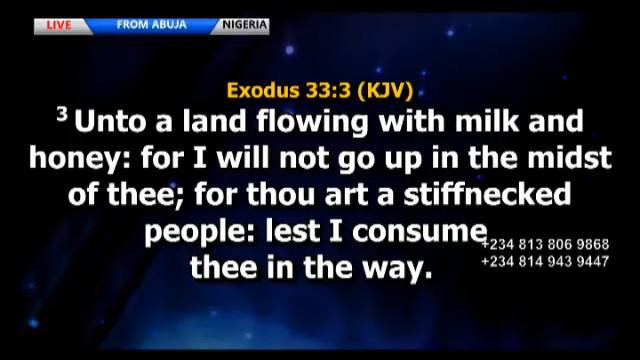 LIVE FROM ABUJA NIGERIA
Exodus 33:3 (KJV)
3 Unto a land flowing with milk and
honey: for I will not go up in the midst
of thee; for thou art a stiffnecked
people: lest I consume
thee in the way.
+234 813 806 9868
+234 814 943 9447